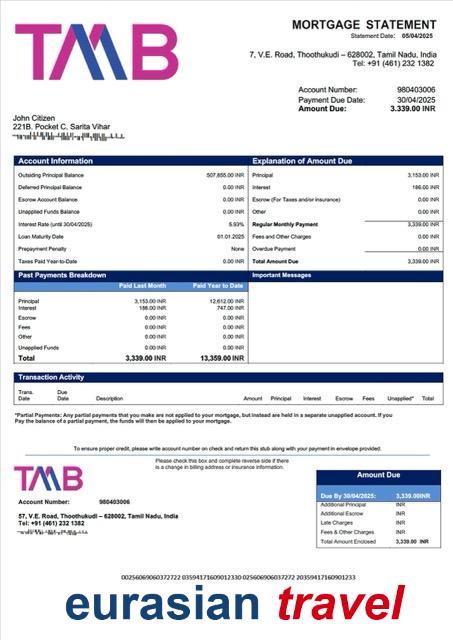 TMB
MORTGAGE STATEMENT
Statement Date: 05/04/2025
7, V.E. Road, Thoothukudi – 628002, Tamil Nadu, India
Tel: +91 (461) 232 1382
Account Number: 980403006
Payment Due Date: 30/04/2025
Amount Due: 3.339.00 INR
John Citizen
221B, Pocket C, Sarita Vihar
Account Information
Outsiding Principal Balance 507,855.00 INR
Deferred Principal Balance 0.00 INR
Escrow Account Balance 0.00 INR
Unapplied Funds Balance 0.00 INR
Interest Rate (until 30/04/2025) 5.93%
Loan Maturity Date 01.01.2025
Prepayment Penalty None
Taxes Paid Year-to-Date 0.00 INR
Explanation of Amount Due
Principal 3,153.00 INR
Interest 186.00 INR
Escrow (For Taxes and/or insurance) 0.00 INR
Other 0.00 INR
Regular Monthly Payment 3,339.00 INR
Fees and Other Charges 0.00 INR
Overdue Payment 0.00 INR
Total Amount Due 3,339.00 INR
Past Payments Breakdown
Paid Last Month Paid Year to Date
Principal 3,153.00 INR 12,612.00 INR
Interest 186.00 INR 747.00 INR
Escrow 0.00 INR 0.00 INR
Fees 0.00 INR 0.00 INR
Other 0.00 INR 0.00 INR
Unapplied Funds 0.00 INR 0.00 INR
Total 3,339.00 INR 13,359.00 INR
Important Messages
Transaction Activity
Trans. Date Due Date Description Amount Principal Interest Escrow Fees Unapplied* Total
*Partial Payments: Any partial payments that you make are not applied to your mortgage, but instead are held in a separate unapplied account. If you
Pay the balance of a partial payment, the funds will then be applied to your mortgage.
To ensure proper credit, please write account number on check and return this stub along with your payment in envelope provided.
Please check this box and complete reverse side if there
is a change in billing address or insurance information.
TMB
Account Number: 980403006
57, V.E. Road, Thoothukudi – 628002, Tamil Nadu, India
Tel: +91 (461) 232 1382
Amount Due
Due By 30/04/2025: 3,339.00INR
Additional Principal INR
Additional Escrow INR
Late Charges INR
Fees & Other Charges INR
Total Amount Enclosed 3,339.00 INR
00256069060372722 03594171609012330 0256069060372722 20359417160901233
eurasian travel